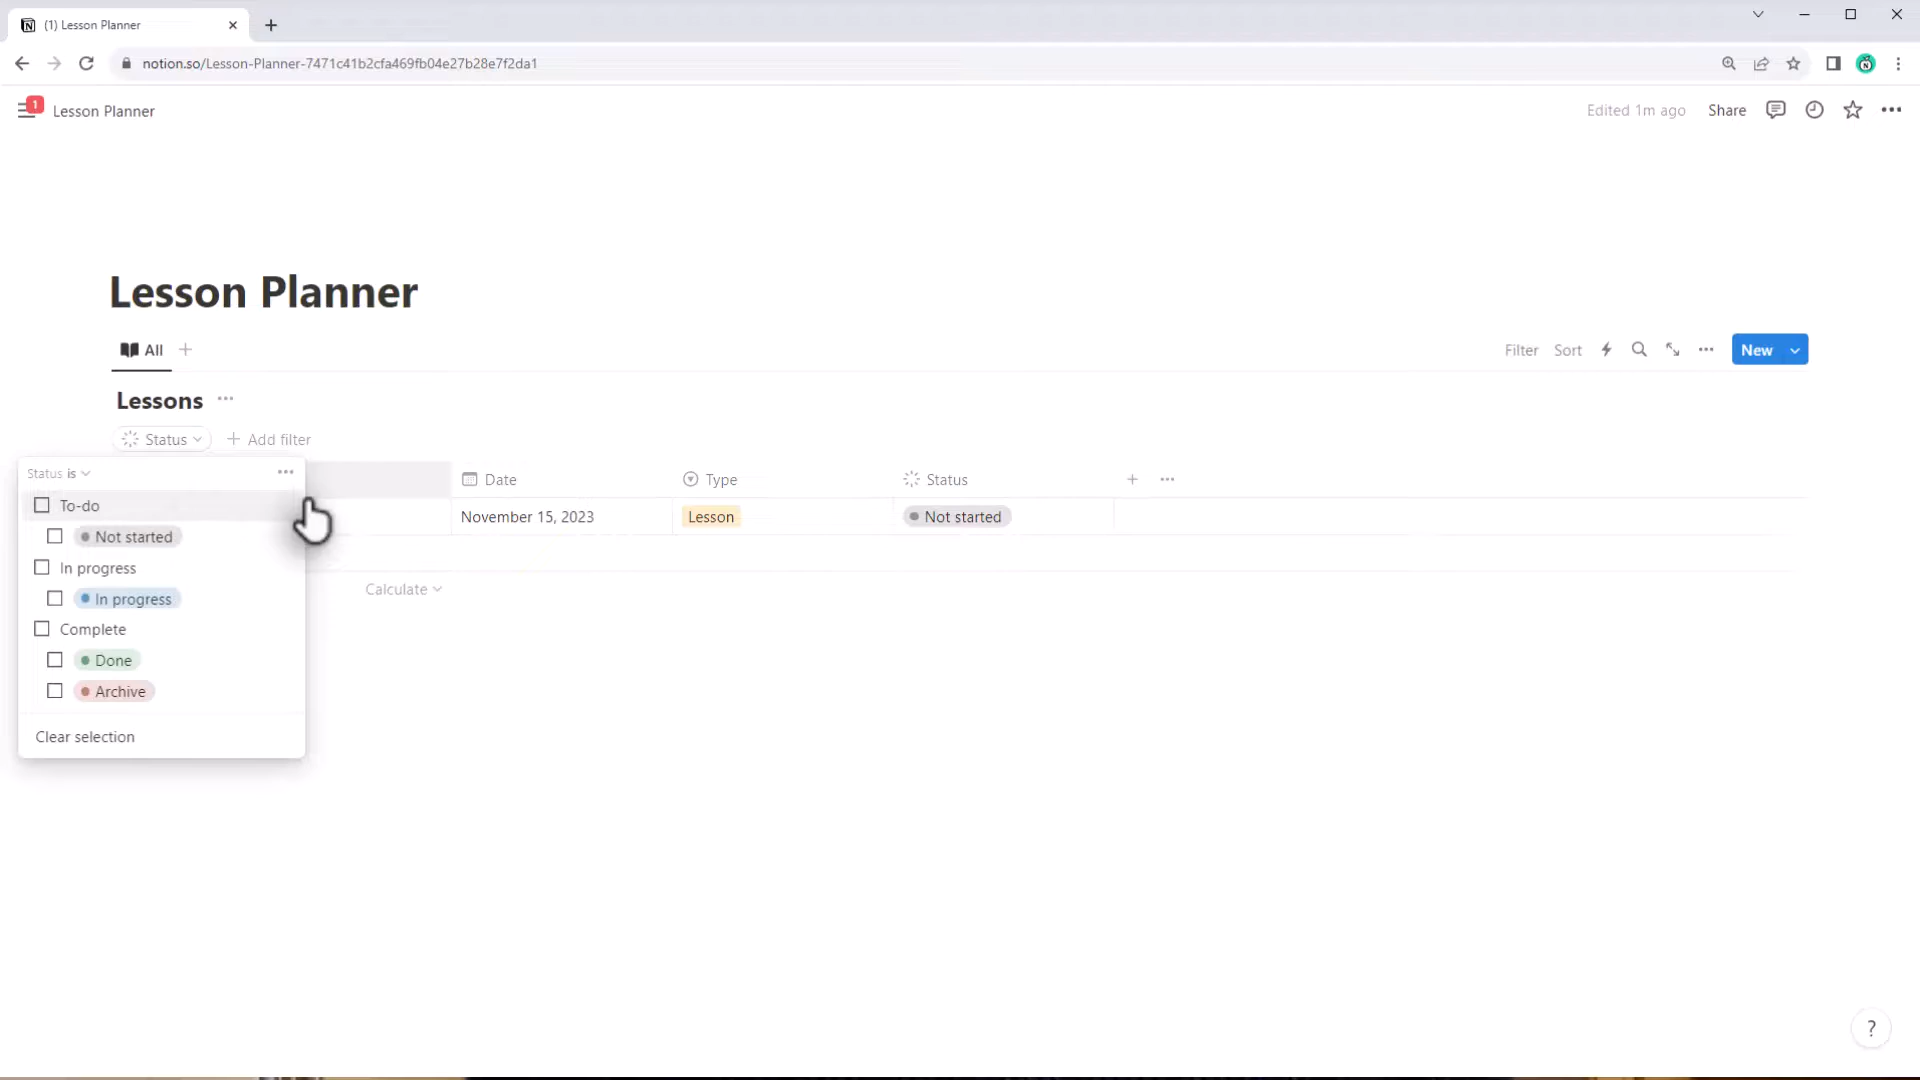 (1) Lesson Planner
notion.so/Lesson-Planner-7471c41b2cfa469fb04e27b28e7f2da1
1
Lesson Planner
Edited 1m ago
Share
Lesson Planner
All
Filter
Sort
New
Lessons
Status
Add filter
Status is
To-do
Not started
In progress
In progress
Complete
Done
Archive
Clear selection
Date
Type
Status
November 15, 2023
Lesson
Not started
Calculate
?